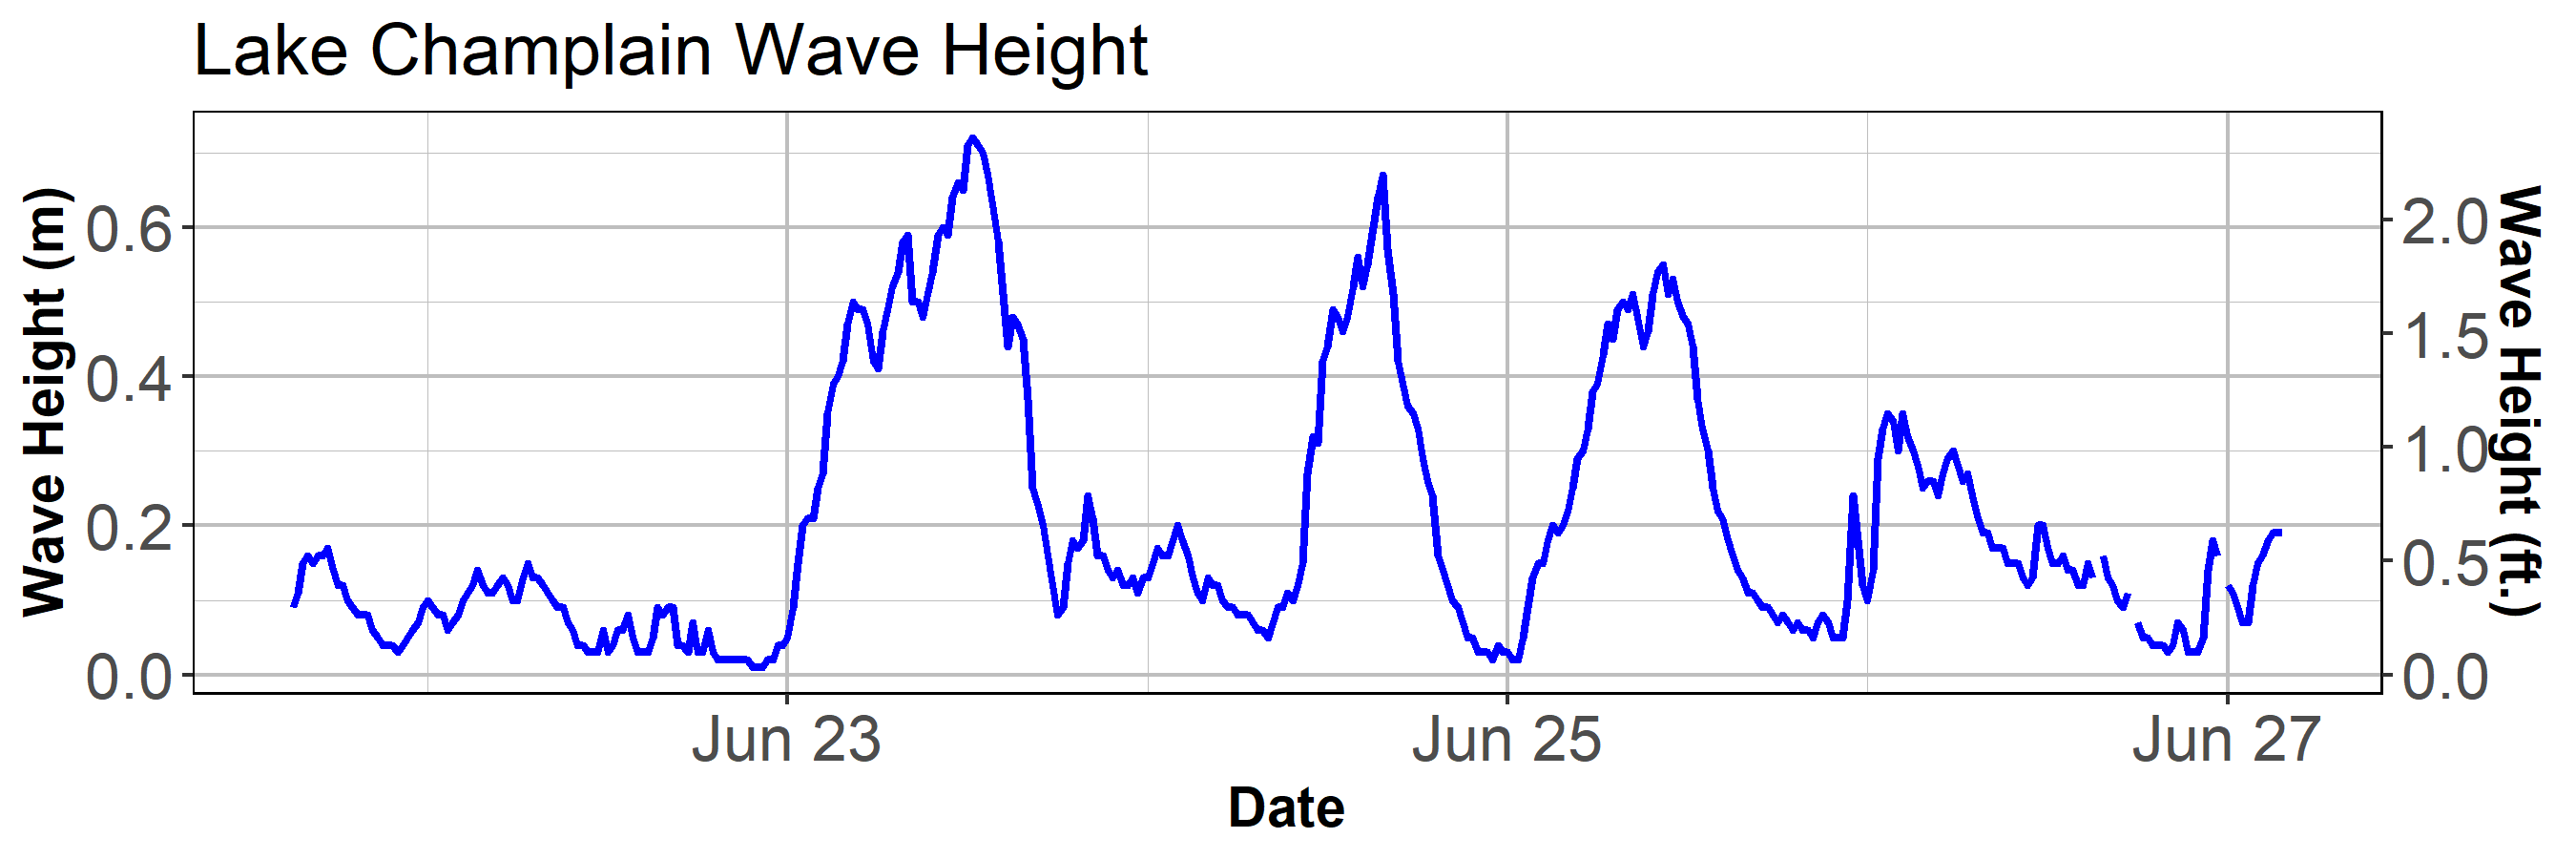 Lake Champlain Wave Height
Wave Height (m)
0.6
0.4
0.2
0.0
2.0
1.5
1.0
0.5
0.0
Wave Height (ft.)
Jun 23
Jun 25
Jun 27
Date